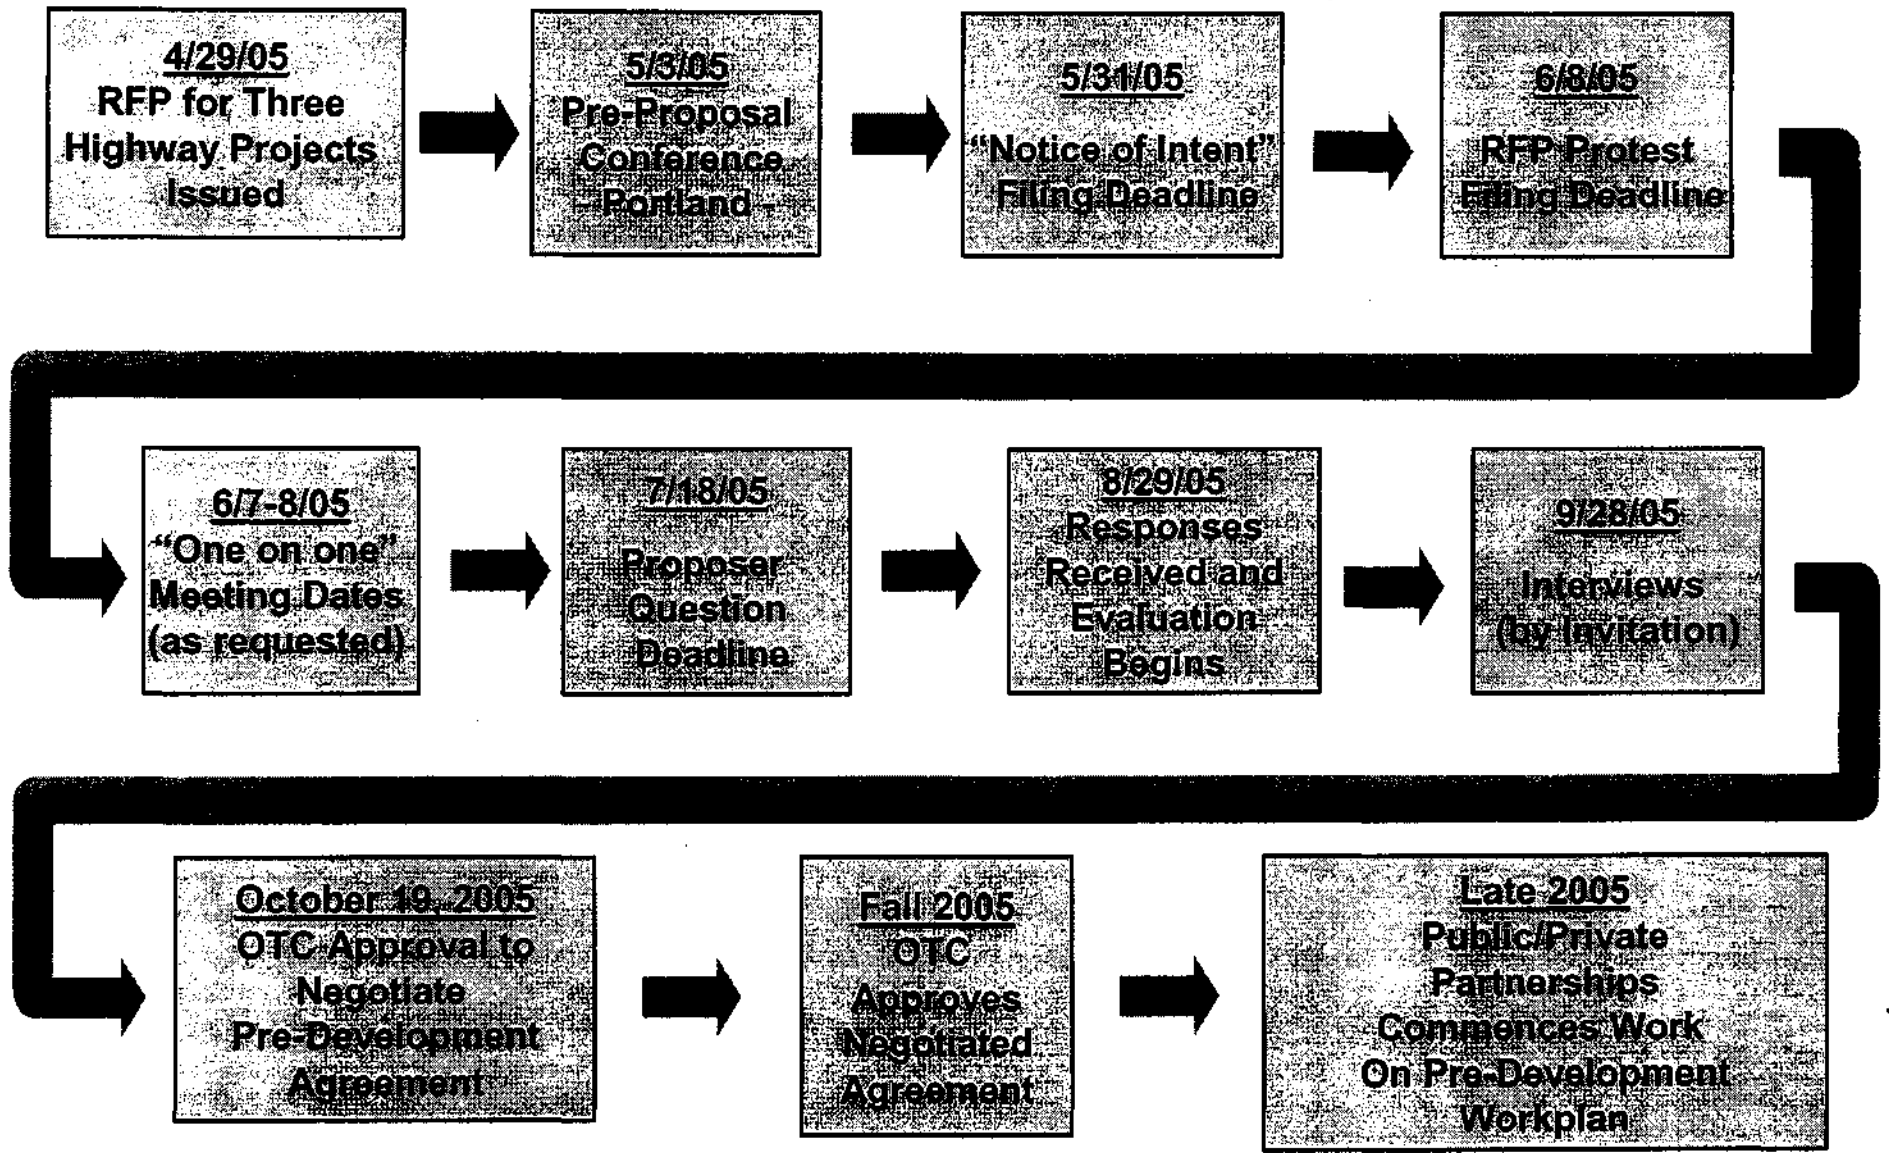 4/29/05
RFP for Three
Highway Projects
Issued
5/3/05
Pre-Proposal
Conference
- Portland -
5/31/05
“Notice of Intent”
Filing Deadline
6/8/05
RFP Protest
Filing Deadline
6/7-8/05
“One on one”
Meeting Dates
(as requested)
7/18/05
Proposer
Question
Deadline
8/29/05
Responses
Received and
Evaluation
Begins
9/28/05
Interviews
(by Invitation)
October 19, 2005
OTC Approval to
Negotiate
Pre-Development
Agreement
Fall 2005
OTC
Approves
Negotiated
Agreement
Late 2005
Public/Private
Partnerships
Commences Work
On Pre-Development
Workplan